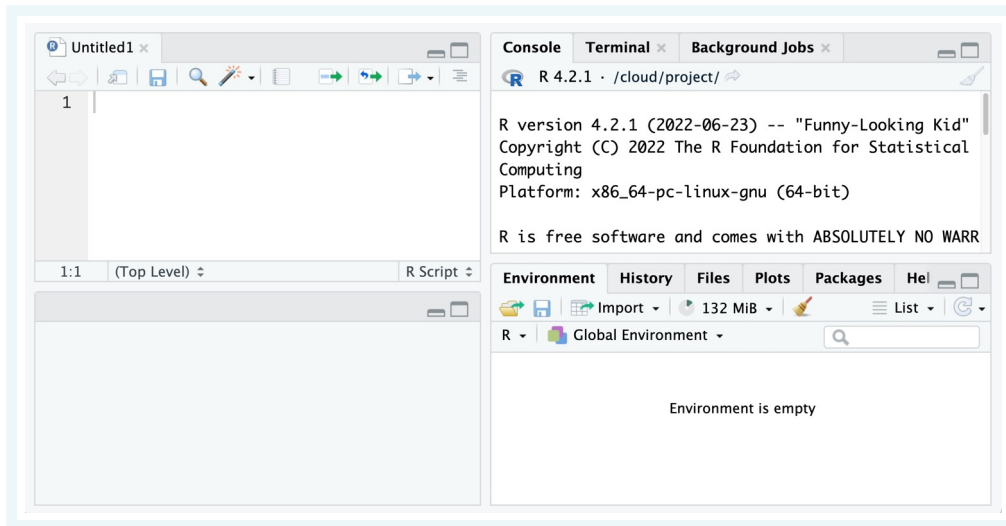 Untitled1
1
1:1 (Top Level) R Script
Console Terminal Background Jobs
R 4.2.1 · /cloud/project/
R version 4.2.1 (2022-06-23) -- "Funny-Looking Kid"
Copyright (C) 2022 The R Foundation for Statistical
Computing
Platform: x86_64-pc-linux-gnu (64-bit)
R is free software and comes with ABSOLUTELY NO WARR
Environment History Files Plots Packages Hel
Import 132 MiB List
R Global Environment
Environment is empty